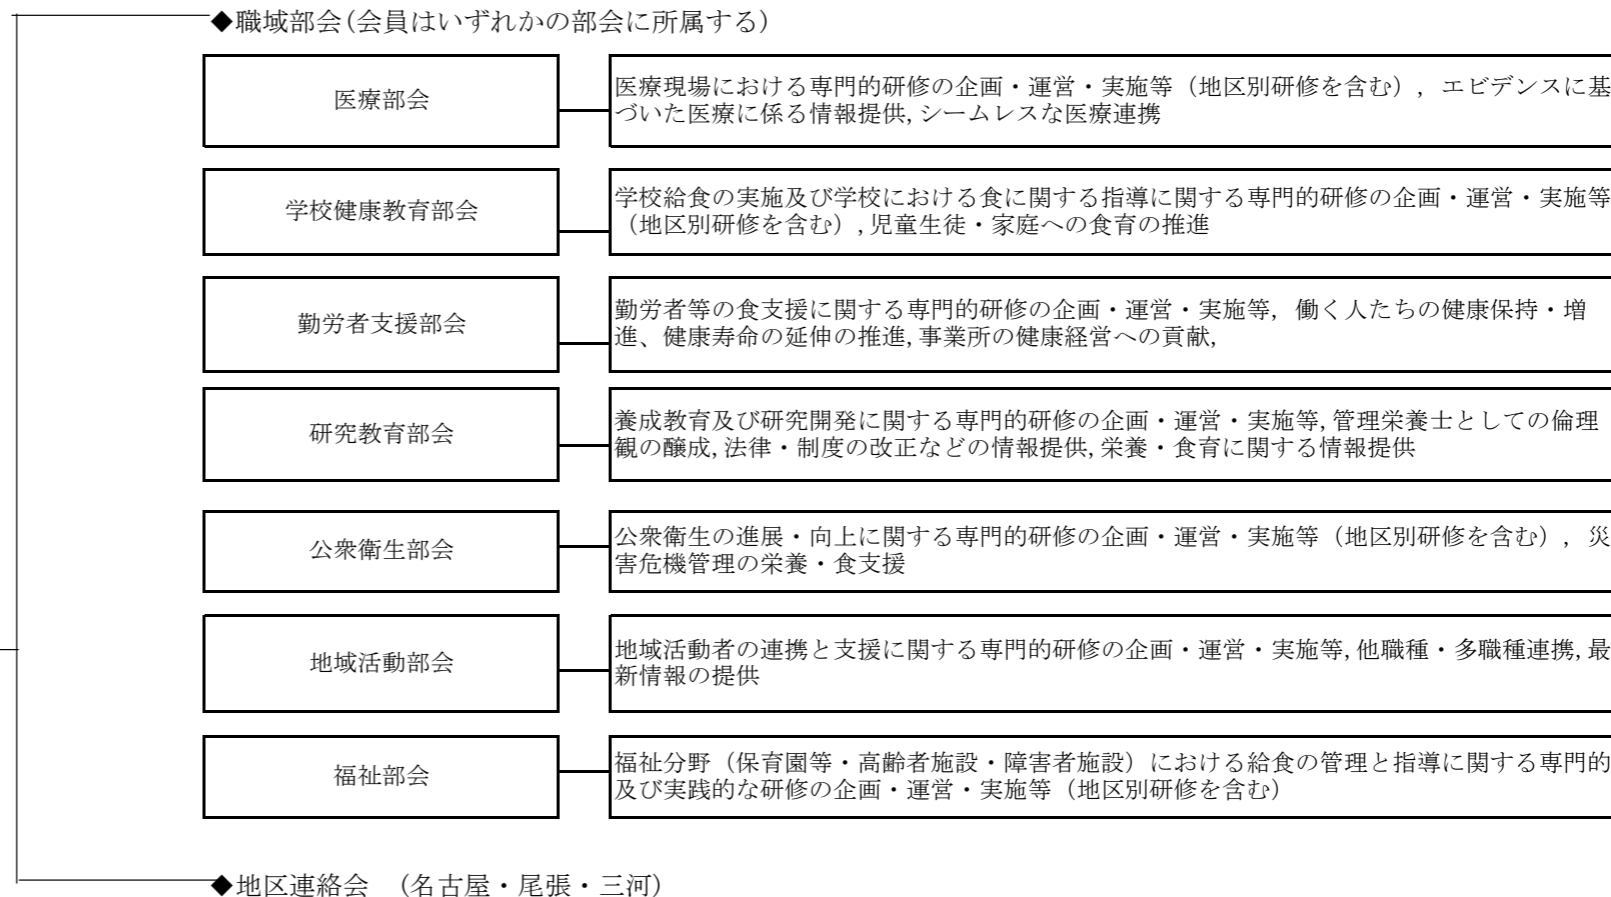 ◆職域部会(会員はいずれかの部会に所属する)
医療部会
医療現場における専門的研修の企画・運営・実施等（地区別研修を含む）, エビデンスに基
づいた医療に係る情報提供, シームレスな医療連携
学校健康教育部会
学校給食の実施及び学校における食に関する指導に関する専門的研修の企画・運営・実施等
（地区別研修を含む）, 児童生徒・家庭への食育の推進
勤労者支援部会
勤労者等の食支援に関する専門的研修の企画・運営・実施等, 働く人たちの健康保持・増
進、健康寿命の延伸の推進, 事業所の健康経営への貢献,
研究教育部会
養成教育及び研究開発に関する専門的研修の企画・運営・実施等, 管理栄養士としての倫理
観の醸成, 法律・制度の改正などの情報提供, 栄養・食育に関する情報提供
公衆衛生部会
公衆衛生の進展・向上に関する専門的研修の企画・運営・実施等（地区別研修を含む）, 災
害危機管理の栄養・食支援
地域活動部会
地域活動者の連携と支援に関する専門的研修の企画・運営・実施等, 他職種・多職種連携, 最
新情報の提供
福祉部会
福祉分野（保育園等・高齢者施設・障害者施設）における給食の管理と指導に関する専門的
及び実践的な研修の企画・運営・実施等（地区別研修を含む）
◆地区連絡会　（名古屋・尾張・三河）